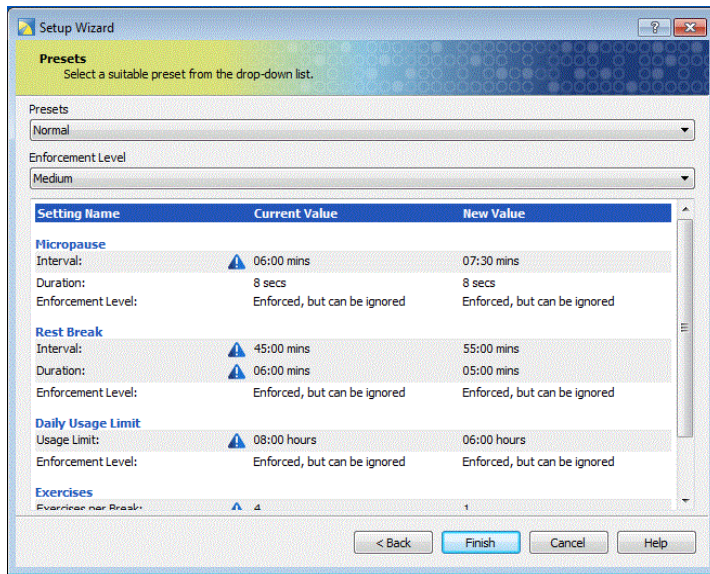 Setup Wizard
Presets
Select a suitable preset from the drop-down list.
Presets
Normal
Enforcement Level
Medium
Setting Name Current Value New Value
Micropause
Interval: 06:00 mins 07:30 mins
Duration: 8 secs 8 secs
Enforcement Level: Enforced, but can be ignored Enforced, but can be ignored
Rest Break
Interval: 45:00 mins 55:00 mins
Duration: 06:00 mins 05:00 mins
Enforcement Level: Enforced, but can be ignored Enforced, but can be ignored
Daily Usage Limit
Usage Limit: 08:00 hours 06:00 hours
Enforcement Level: Enforced, but can be ignored Enforced, but can be ignored
Exercises
Exercises per Break: 4 1
< Back Finish Cancel Help